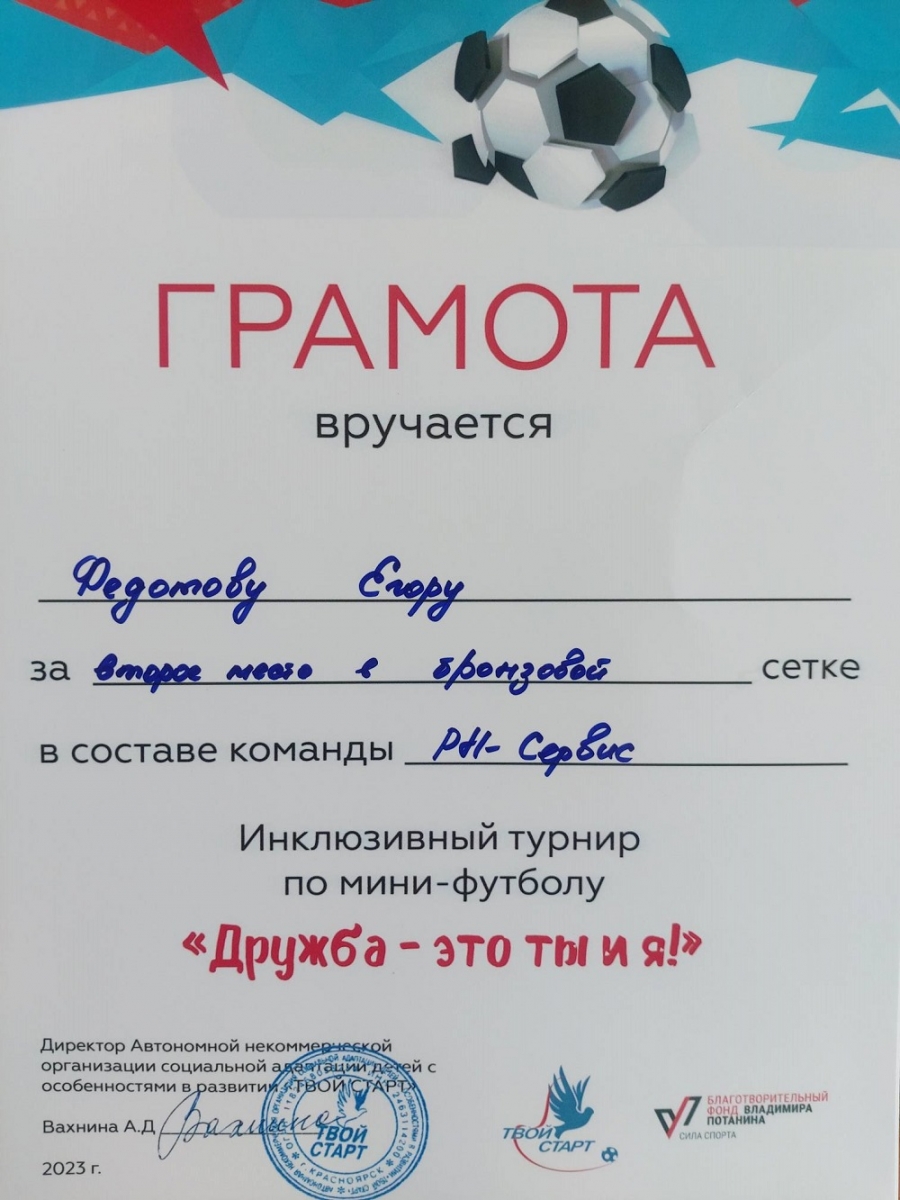 ГРАМОТА
вручается
Федотову Егору
за второе место в бронзовой сетке
в составе команды РН-Сервис
Инклюзивный турнир
по мини-футболу
«Дружба - это ты и я!»
Директор Автономной некоммерческой
организации социальной адаптации детей с
особенностями в развитии «ТВОЙ СТАРТ»
Вахнина А.Д
Вахнина
2023 г.
ТВОЙ
СТАРТ
г. КРАСНОЯРСК
ТВОЙ
СТАРТ
БЛАГОТВОРИТЕЛЬНЫЙ
ФОНД ВЛАДИМИРА
ПОТАНИНА
СИЛА СПОРТА